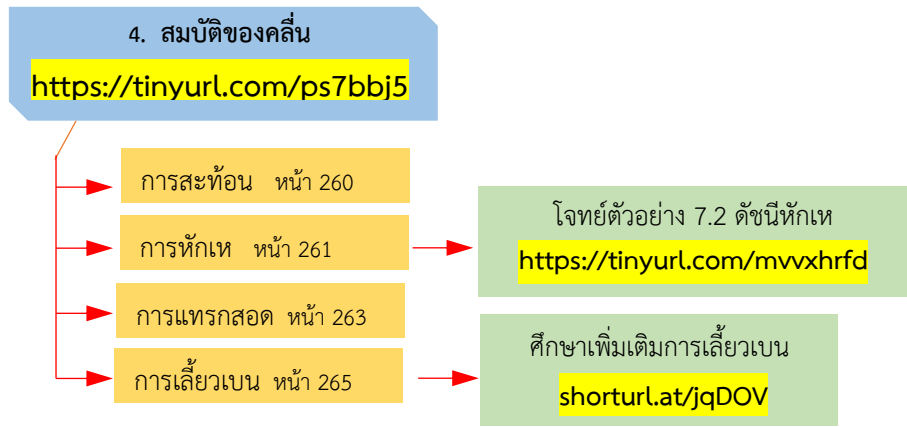 4. สมบัติของคลื่น
https://tinyurl.com/ps7bbj5
การสะท้อน หน้า 260
การหักเห หน้า 261
โจทย์ตัวอย่าง 7.2 ดัชนีหักเห
https://tinyurl.com/mvvxhrfd
การแทรกสอด หน้า 263
การเลี้ยวเบน หน้า 265
ศึกษาเพิ่มเติมการเลี้ยวเบน
shorturl.at/jqDOV